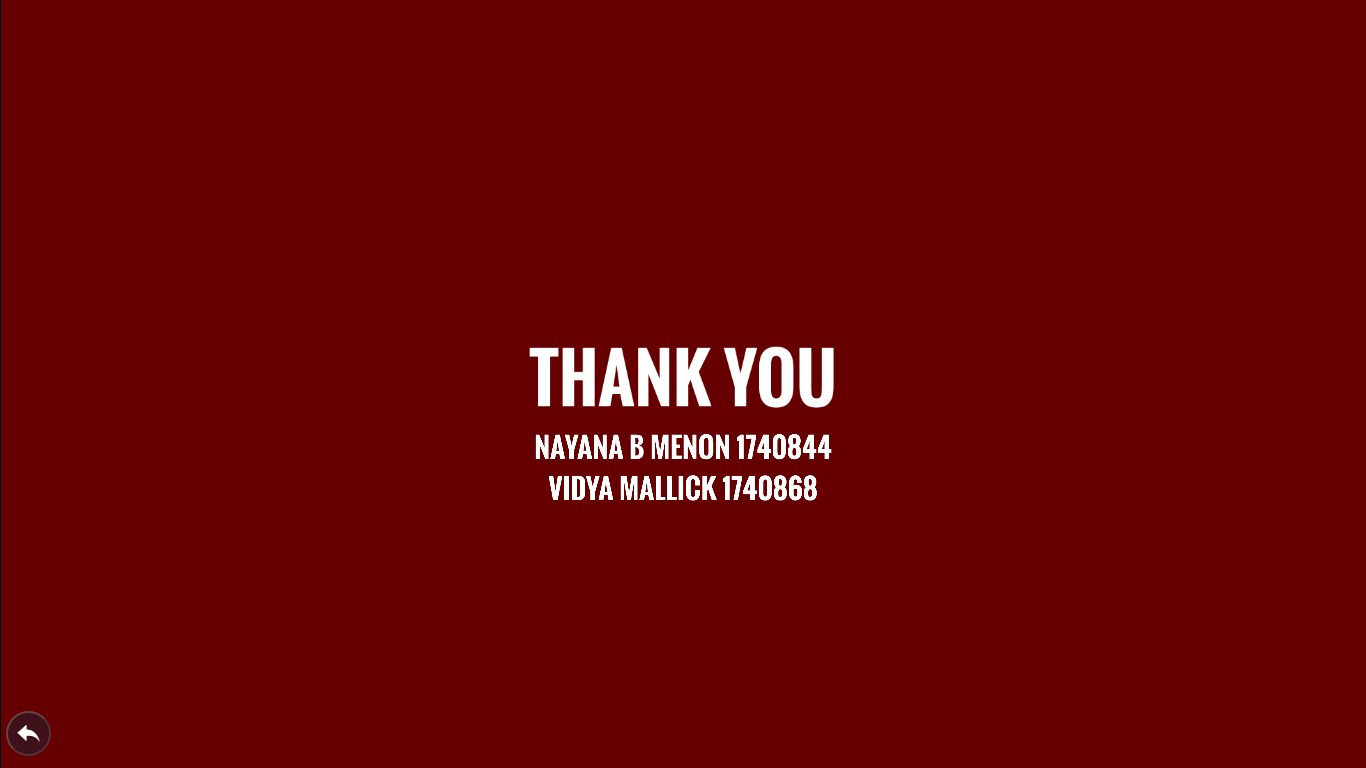 THANK YOU
NAYANA B MENON 1740844
VIDYA MALLICK 1740868